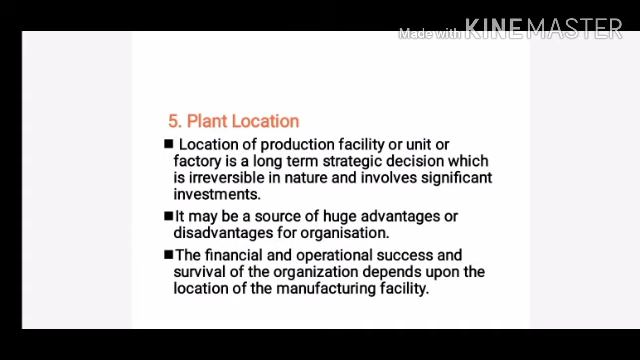 Made with KINEMASTER
5. Plant Location
■ Location of production facility or unit or
factory is a long term strategic decision which
is irreversible in nature and involves significant
investments.
■It may be a source of huge advantages or
disadvantages for organisation.
■The financial and operational success and
survival of the organization depends upon the
location of the manufacturing facility.